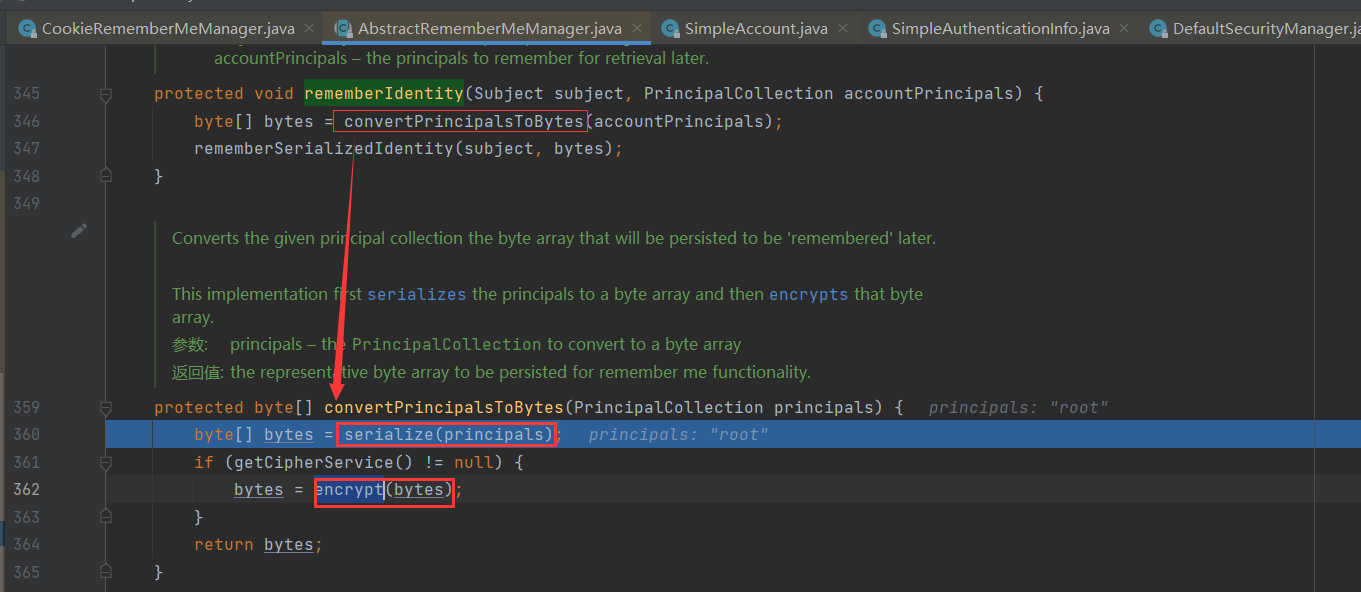 CookieRememberMeManager.java × AbstractRememberMeManager.java × SimpleAccount.java × SimpleAuthenticationInfo.java × DefaultSecurityManager.ja
accountPrincipals – the principals to remember for retrieval later.
345 protected void rememberIdentity(Subject subject, PrincipalCollection accountPrincipals) {
346 byte[] bytes = convertPrincipalsToBytes(accountPrincipals);
347 rememberSerializedIdentity(subject, bytes);
348 }
349
Converts the given principal collection the byte array that will be persisted to be 'remembered' later.
This implementation first serializes the principals to a byte array and then encrypts that byte
array.
参数: principals – the PrincipalCollection to convert to a byte array
返回值: the representative byte array to be persisted for remember me functionality.
359 protected byte[] convertPrincipalsToBytes(PrincipalCollection principals) { principals: "root"
360 byte[] bytes = serialize(principals); principals: "root"
361 if (getCipherService() != null) {
362 bytes = encrypt(bytes);
363 }
364 return bytes;
365 }